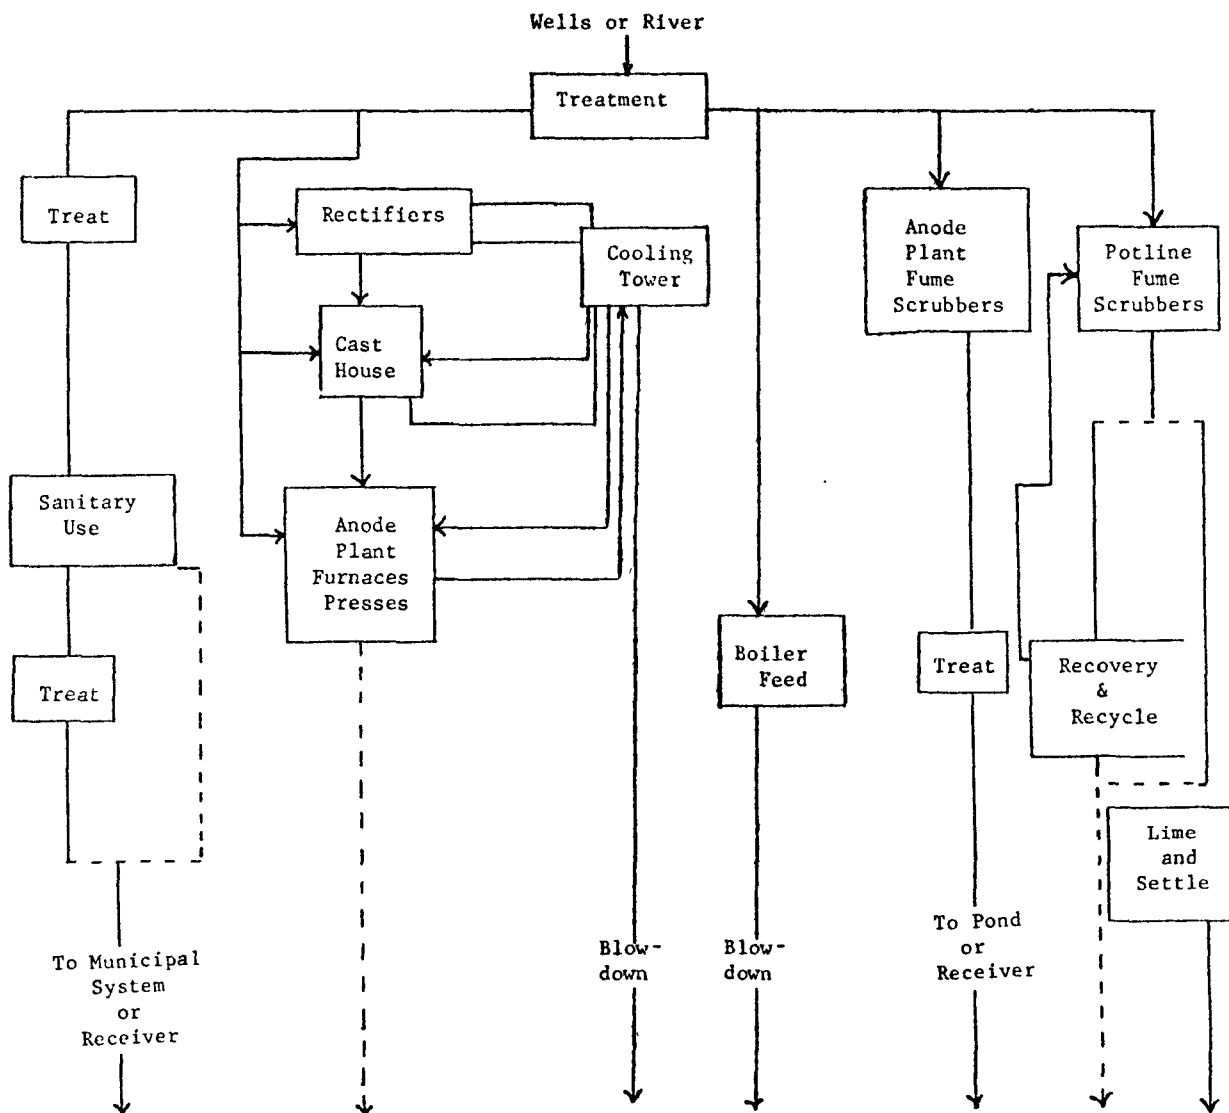 Wells or River
Treatment
Treat
Rectifiers
Cooling
Tower
Anode
Plant
Fume
Scrubbers
Potline
Fume
Scrubbers
Cast
House
Sanitary
Use
Anode
Plant
Furnaces
Presses
Treat
Boiler
Feed
Treat
Recovery
&
Recycle
Lime
and
Settle
To Municipal
System
or
Receiver
Blow-
down
Blow-
down
To Pond
or
Receiver